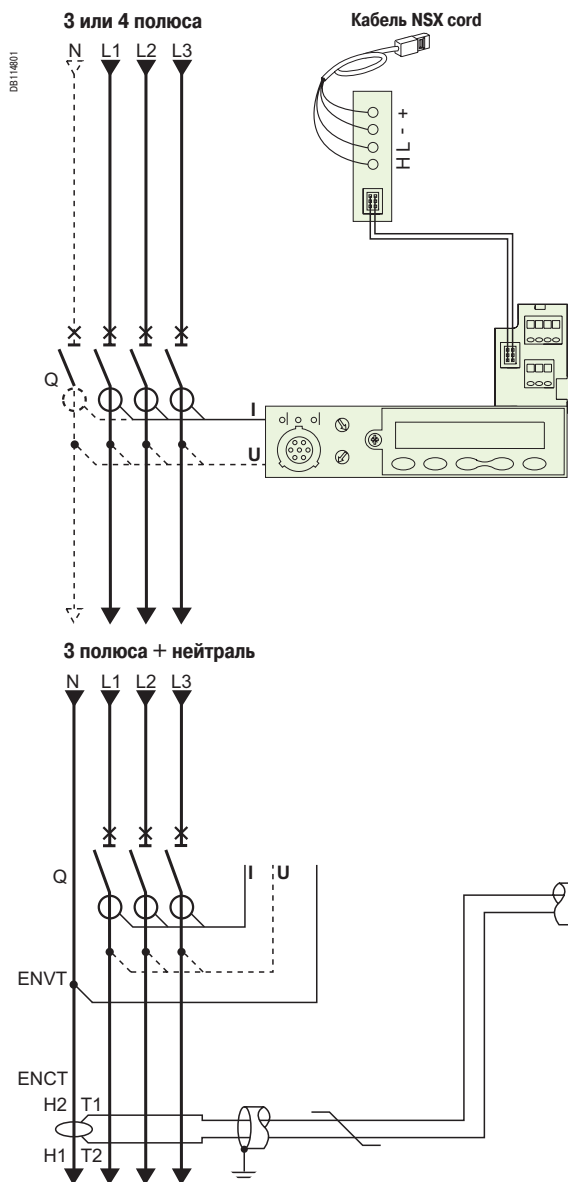 3 или 4 полюса
Кабель NSX cord
DB114801
N L1 L2 L3
H L - +
Q
I
U
3 полюса + нейтраль
N L1 L2 L3
Q
I U
ENVT
ENCT
H2 T1
H1 T2